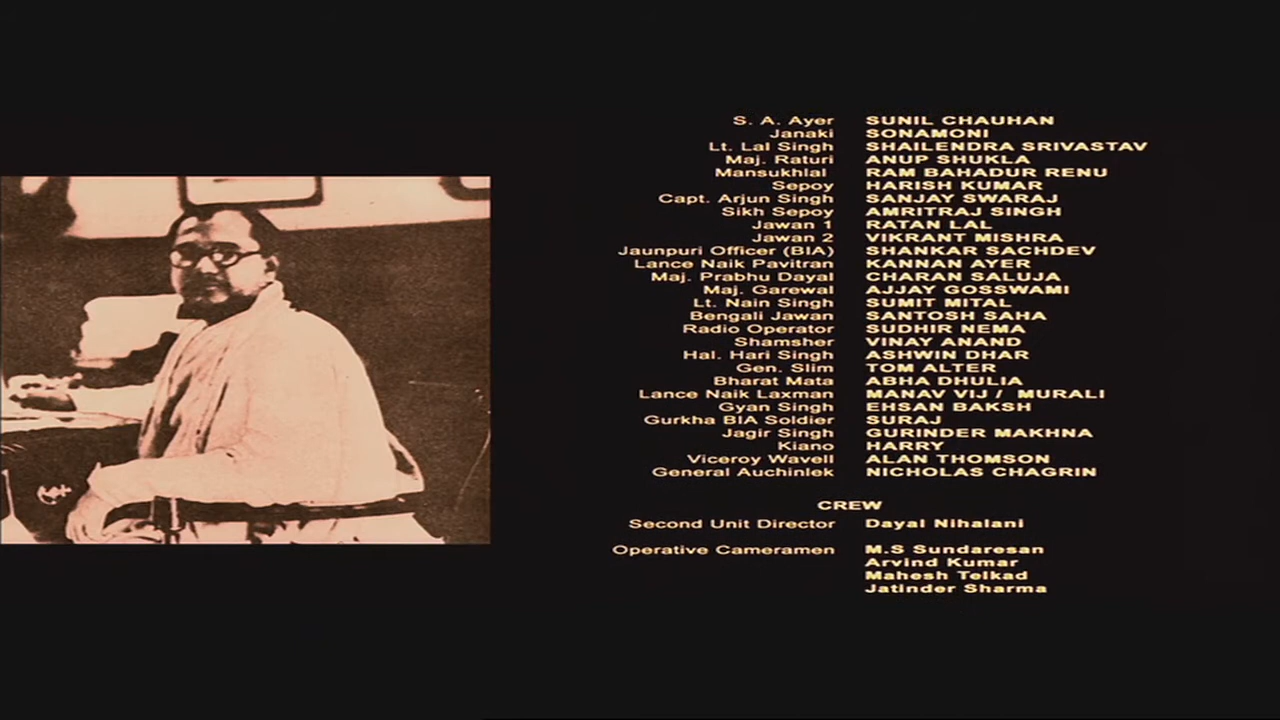 S. A. Ayer SUNIL CHAUHAN
Janaki SONAMONI
Lt. Lal Singh SHAILENDRA SRIVASTAV
Maj. Raturi ANUP SHUKLA
Mansukhlal RAM BAHADUR RENU
Sepoy HARISH KUMAR
Capt. Arjun Singh SANJAY SWARAJ
Sikh Sepoy AMRITRAJ SINGH
Jawan 1 RATAN LAL
Jawan 2 VIKRANT MISHRA
Jaunpuri Officer (BIA) SHANKAR SACHDEV
Lance Naik Pavitran KANNAN AYER
Maj. Prabhu Dayal CHARAN SALUJA
Maj. Garewal AJJAY GOSSWAMI
Lt. Nain Singh SUMIT MITAL
Bengali Jawan SANTOSH SAHA
Radio Operator SUDHIR NEMA
Shamsher VINAY ANAND
Hal. Hari Singh ASHWIN DHAR
Gen. Slim TOM ALTER
Bharat Mata ABHA DHULIA
Lance Naik Laxman MANAV VIJ / MURALI
Gyan Singh EHSAN BAKSH
Gurkha BIA Soldier SURAJ
Jagir Singh GURINDER MAKHNA
Kiano HARRY
Viceroy Wavell ALAN THOMSON
General Auchinlek NICHOLAS CHAGRIN
CREW
Second Unit Director Dayal Nihalani
Operative Cameramen M.S Sundaresan
Arvind Kumar
Mahesh Telkad
Jatinder Sharma